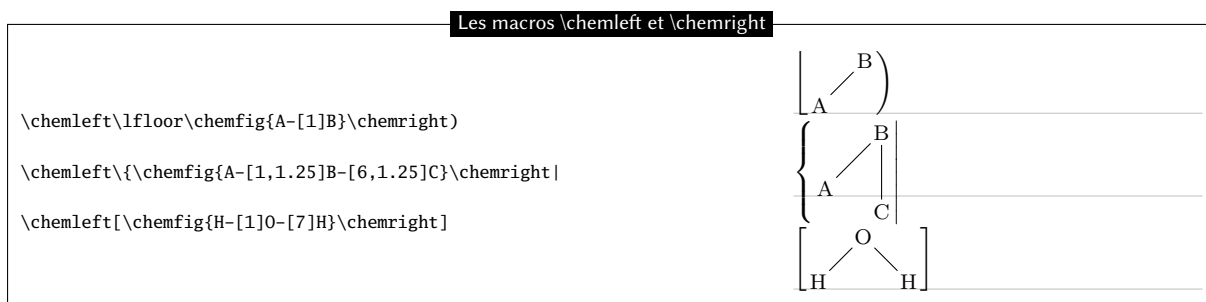 Les macros \chemleft et \chemright
\chemleft\lfloor\chemfig{A-[1]B}\chemright)
\chemleft\{\chemfig{A-[1,1.25]B-[6,1.25]C}\chemright|
\chemleft[\chemfig{H-[1]O-[7]H}\chemright]
B
A
B
A
C
O
H H